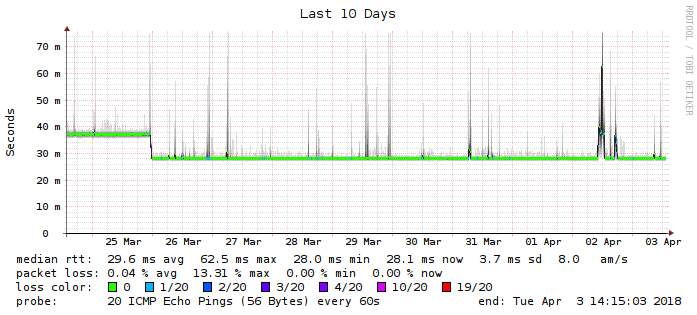 Last 10 Days
RRDTOOL / TOBI OETIKER
Seconds
70 m
60 m
50 m
40 m
30 m
20 m
10 m
0
25 Mar 26 Mar 27 Mar 28 Mar 29 Mar 30 Mar 31 Mar 01 Apr 02 Apr 03 Apr
median rtt: 29.6 ms avg 62.5 ms max 28.0 ms min 28.1 ms now 3.7 ms sd 8.0 am/s
packet loss: 0.04 % avg 13.31 % max 0.00 % min 0.00 % now
loss color: 0 1/20 2/20 3/20 4/20 10/20 19/20
probe: 20 ICMP Echo Pings (56 Bytes) every 60s end: Tue Apr 3 14:15:03 2018